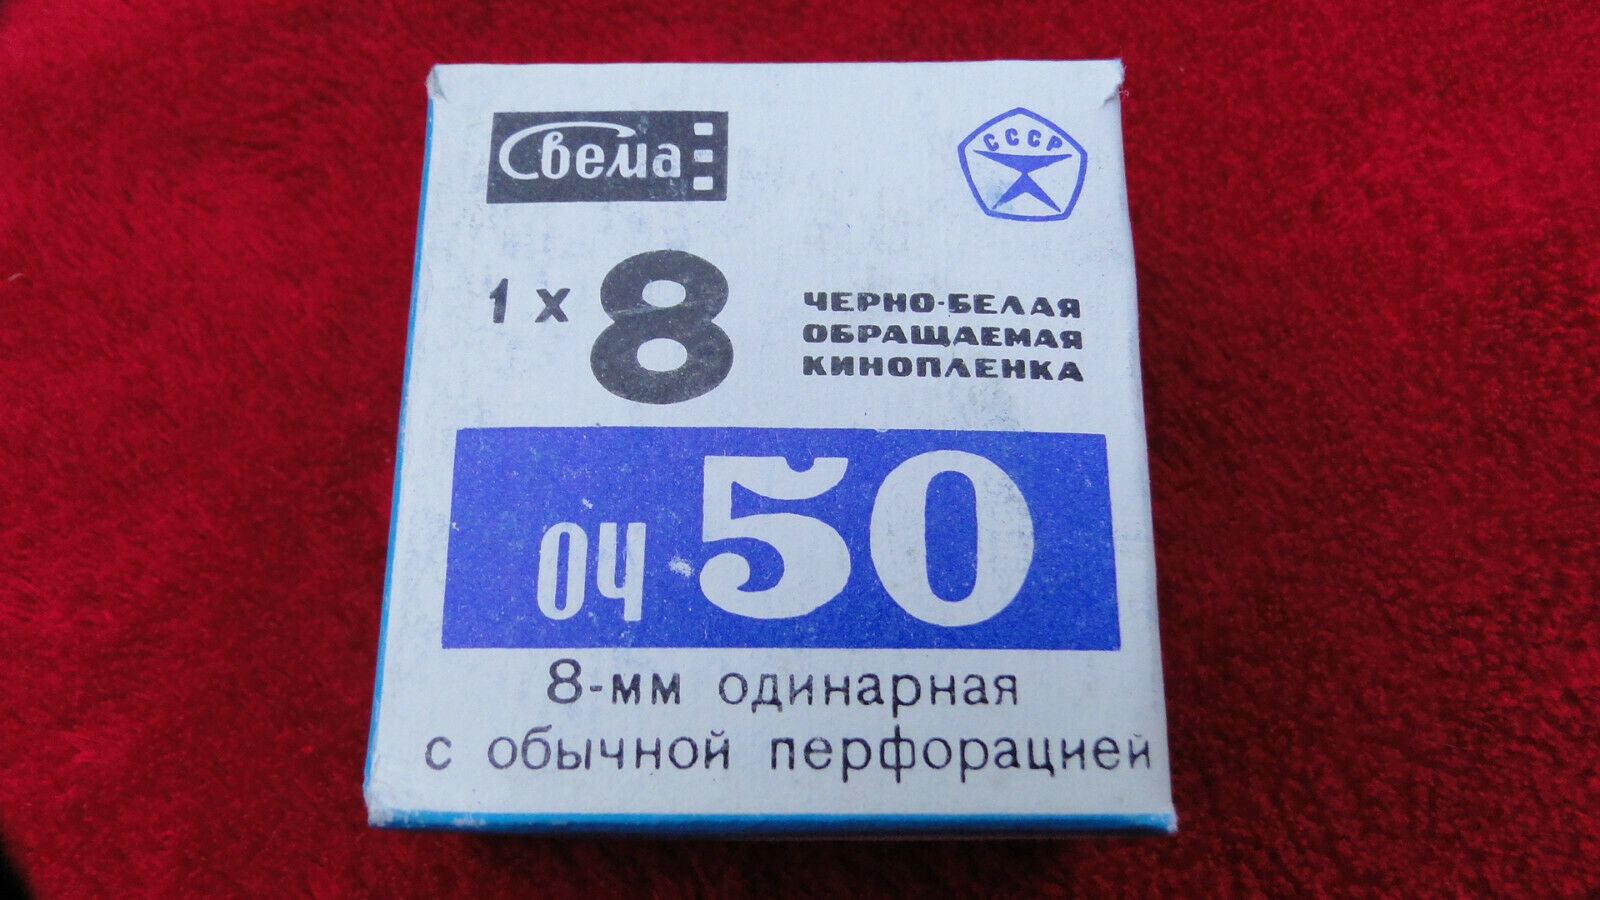 Свема
СССР
1 х 8
ЧЕРНО-БЕЛАЯ
ОБРАЩАЕМАЯ
КИНОПЛЕНКА
ОЧ 50
8-мм одинарная
с обычной перфорацией